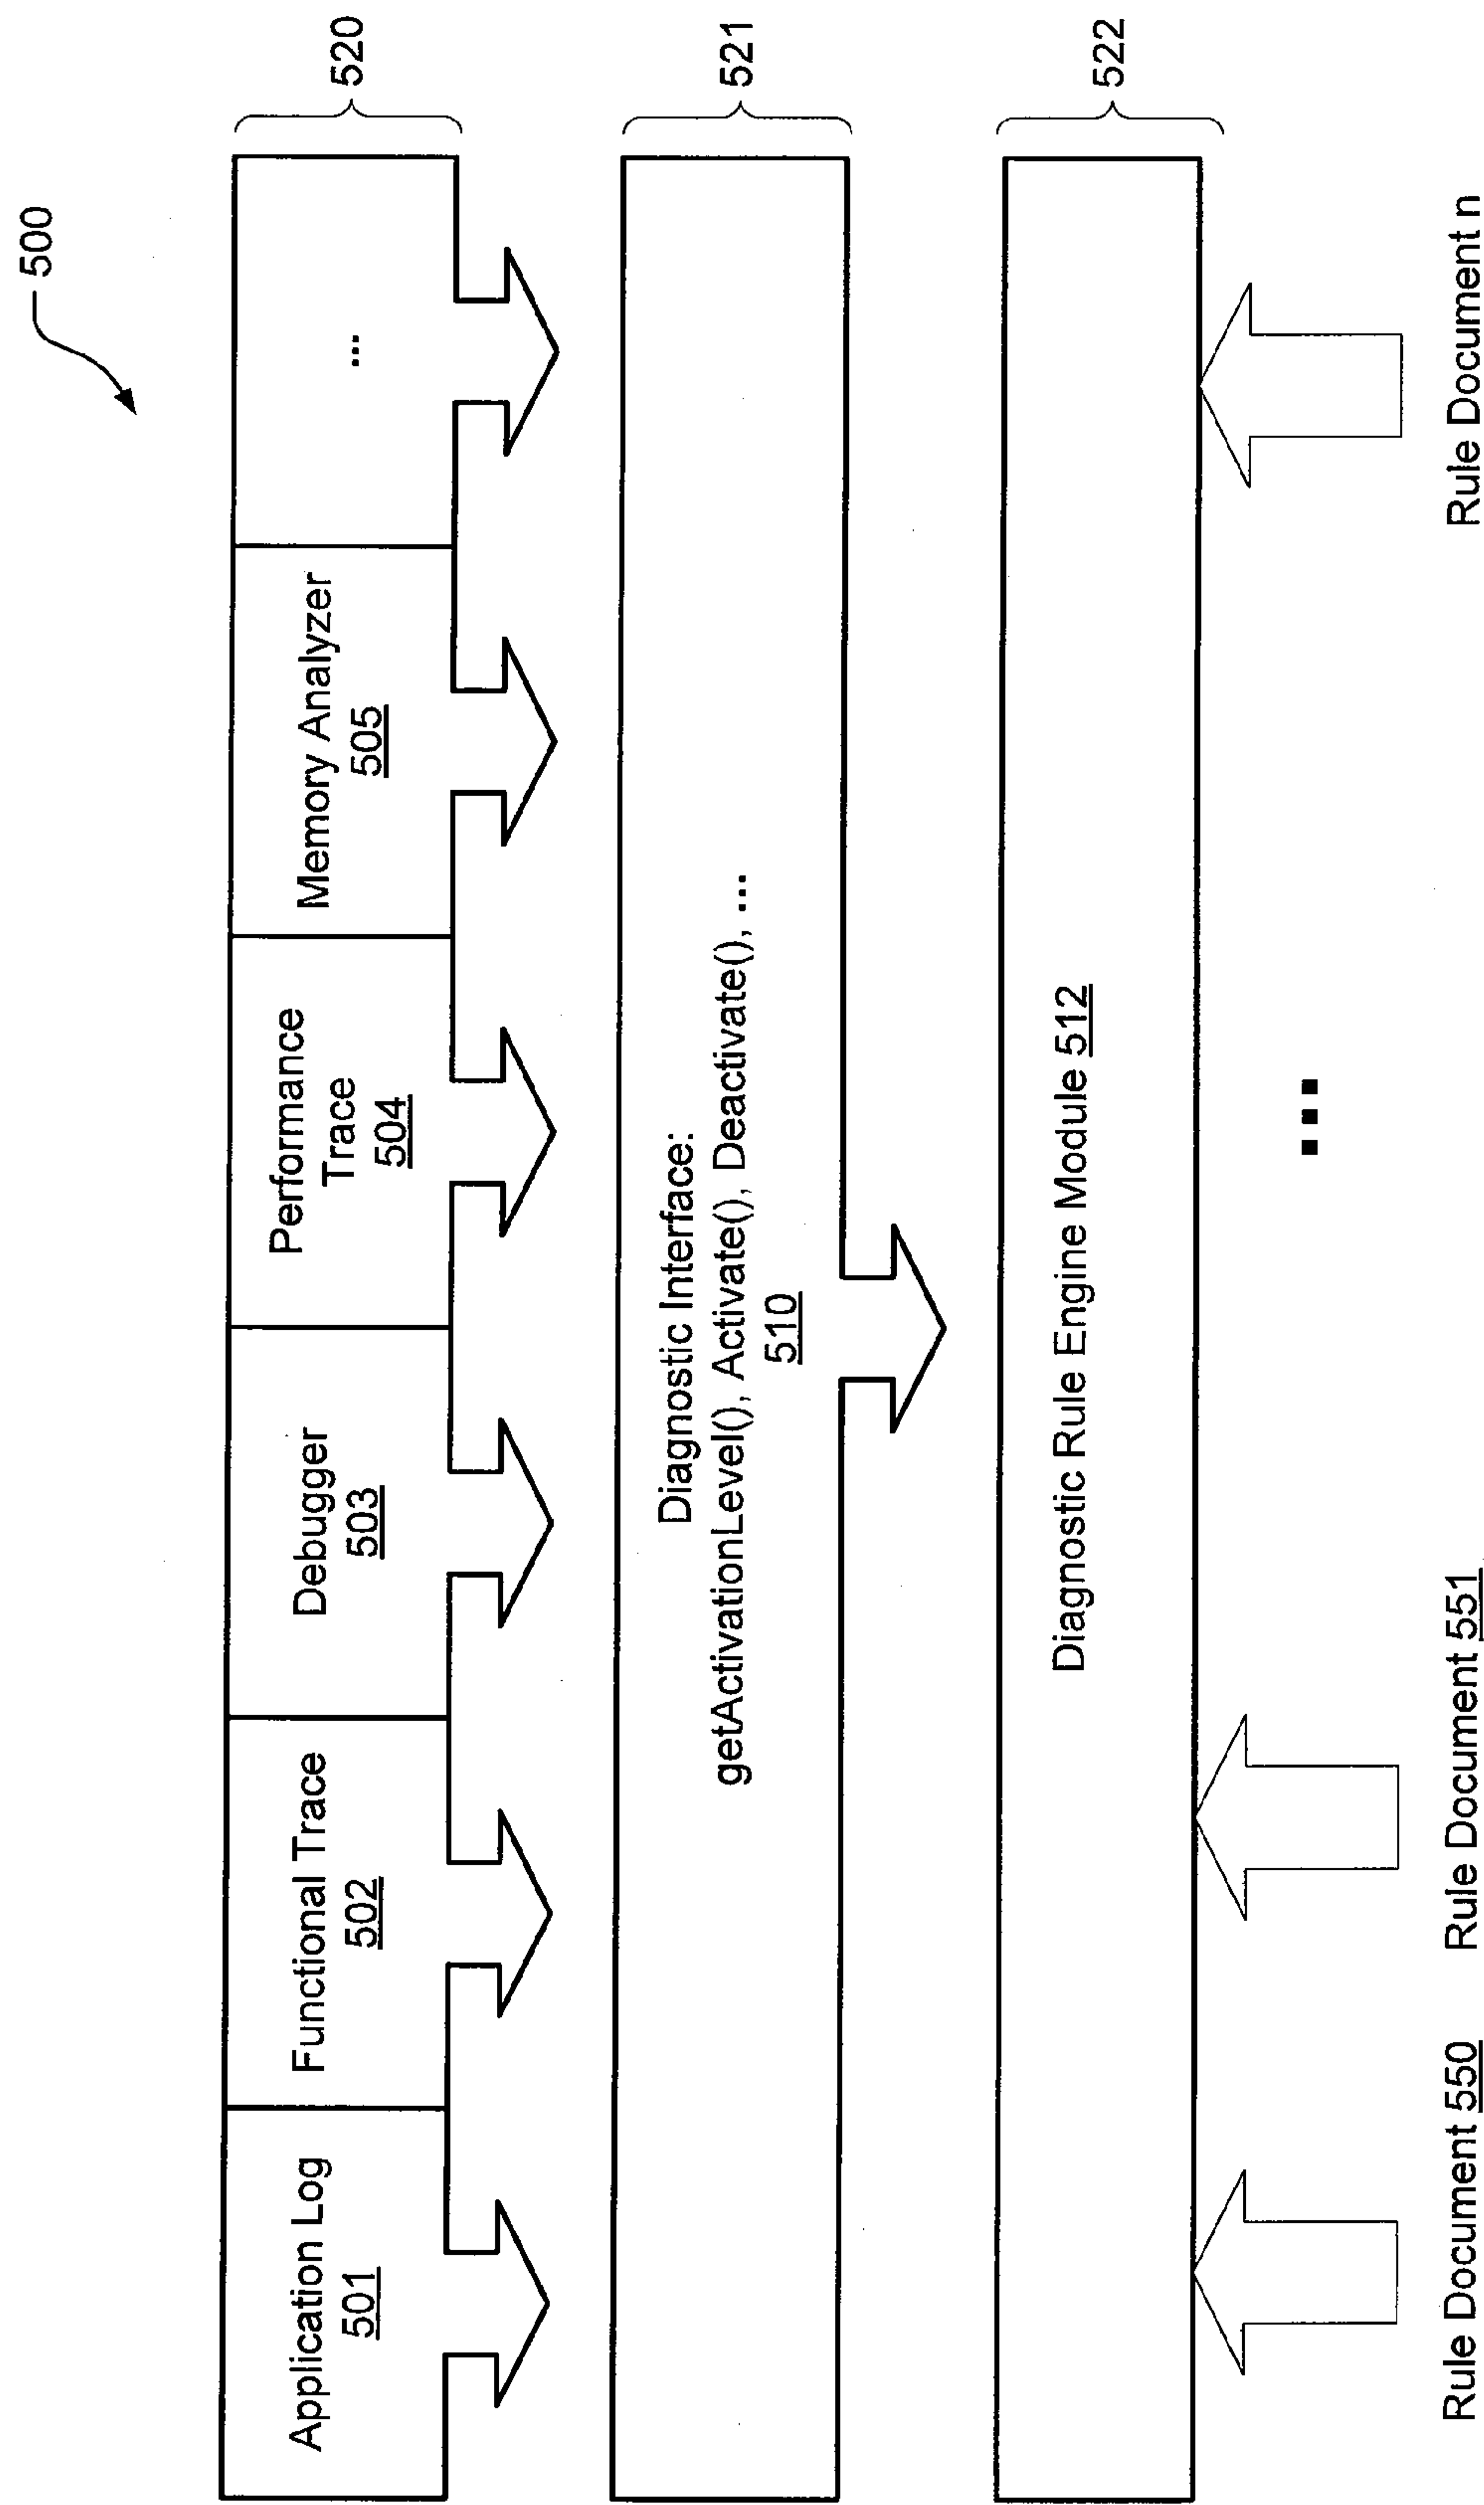 500
Application Log
501
Functional Trace
502
Debugger
503
Performance
Trace
504
Memory Analyzer
505
...
520
Diagnostic Interface:
getActivationLevel(), Activate(), Deactivate(), ...
510
521
Diagnostic Rule Engine Module 512
522
...
Rule Document 550
Rule Document 551
Rule Document n